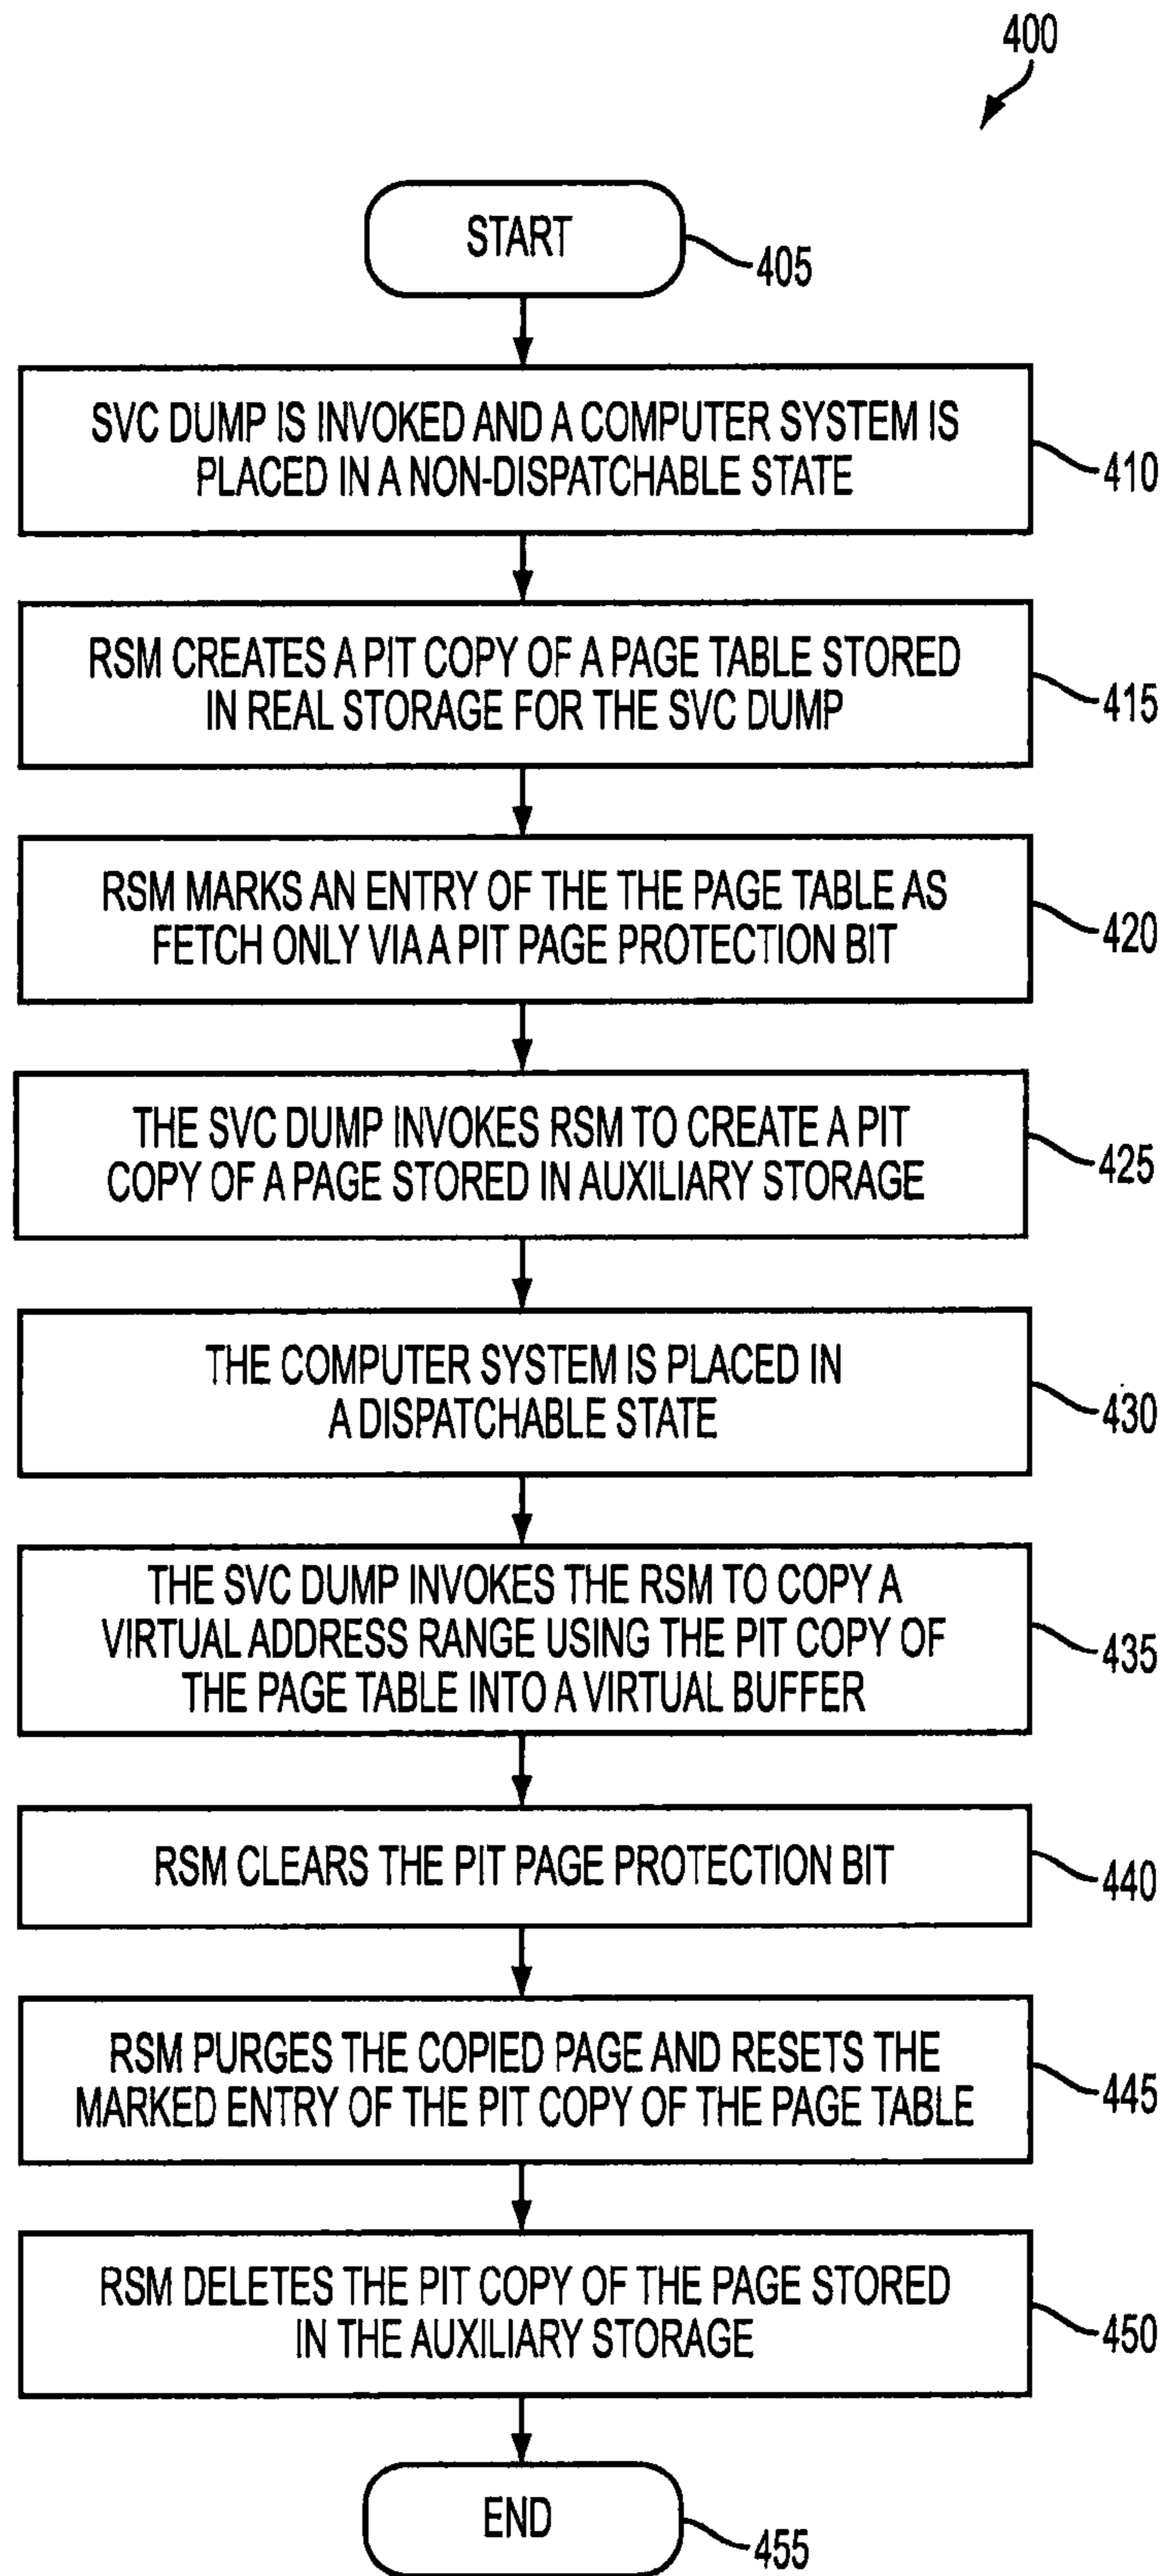 400
START
405
SVC DUMP IS INVOKED AND A COMPUTER SYSTEM IS
PLACED IN A NON-DISPATCHABLE STATE
410
RSM CREATES A PIT COPY OF A PAGE TABLE STORED
IN REAL STORAGE FOR THE SVC DUMP
415
RSM MARKS AN ENTRY OF THE THE PAGE TABLE AS
FETCH ONLY VIA A PIT PAGE PROTECTION BIT
420
THE SVC DUMP INVOKES RSM TO CREATE A PIT
COPY OF A PAGE STORED IN AUXILIARY STORAGE
425
THE COMPUTER SYSTEM IS PLACED IN
A DISPATCHABLE STATE
430
THE SVC DUMP INVOKES THE RSM TO COPY A
VIRTUAL ADDRESS RANGE USING THE PIT COPY OF
THE PAGE TABLE INTO A VIRTUAL BUFFER
435
RSM CLEARS THE PIT PAGE PROTECTION BIT
440
RSM PURGES THE COPIED PAGE AND RESETS THE
MARKED ENTRY OF THE PIT COPY OF THE PAGE TABLE
445
RSM DELETES THE PIT COPY OF THE PAGE STORED
IN THE AUXILIARY STORAGE
450
END
455